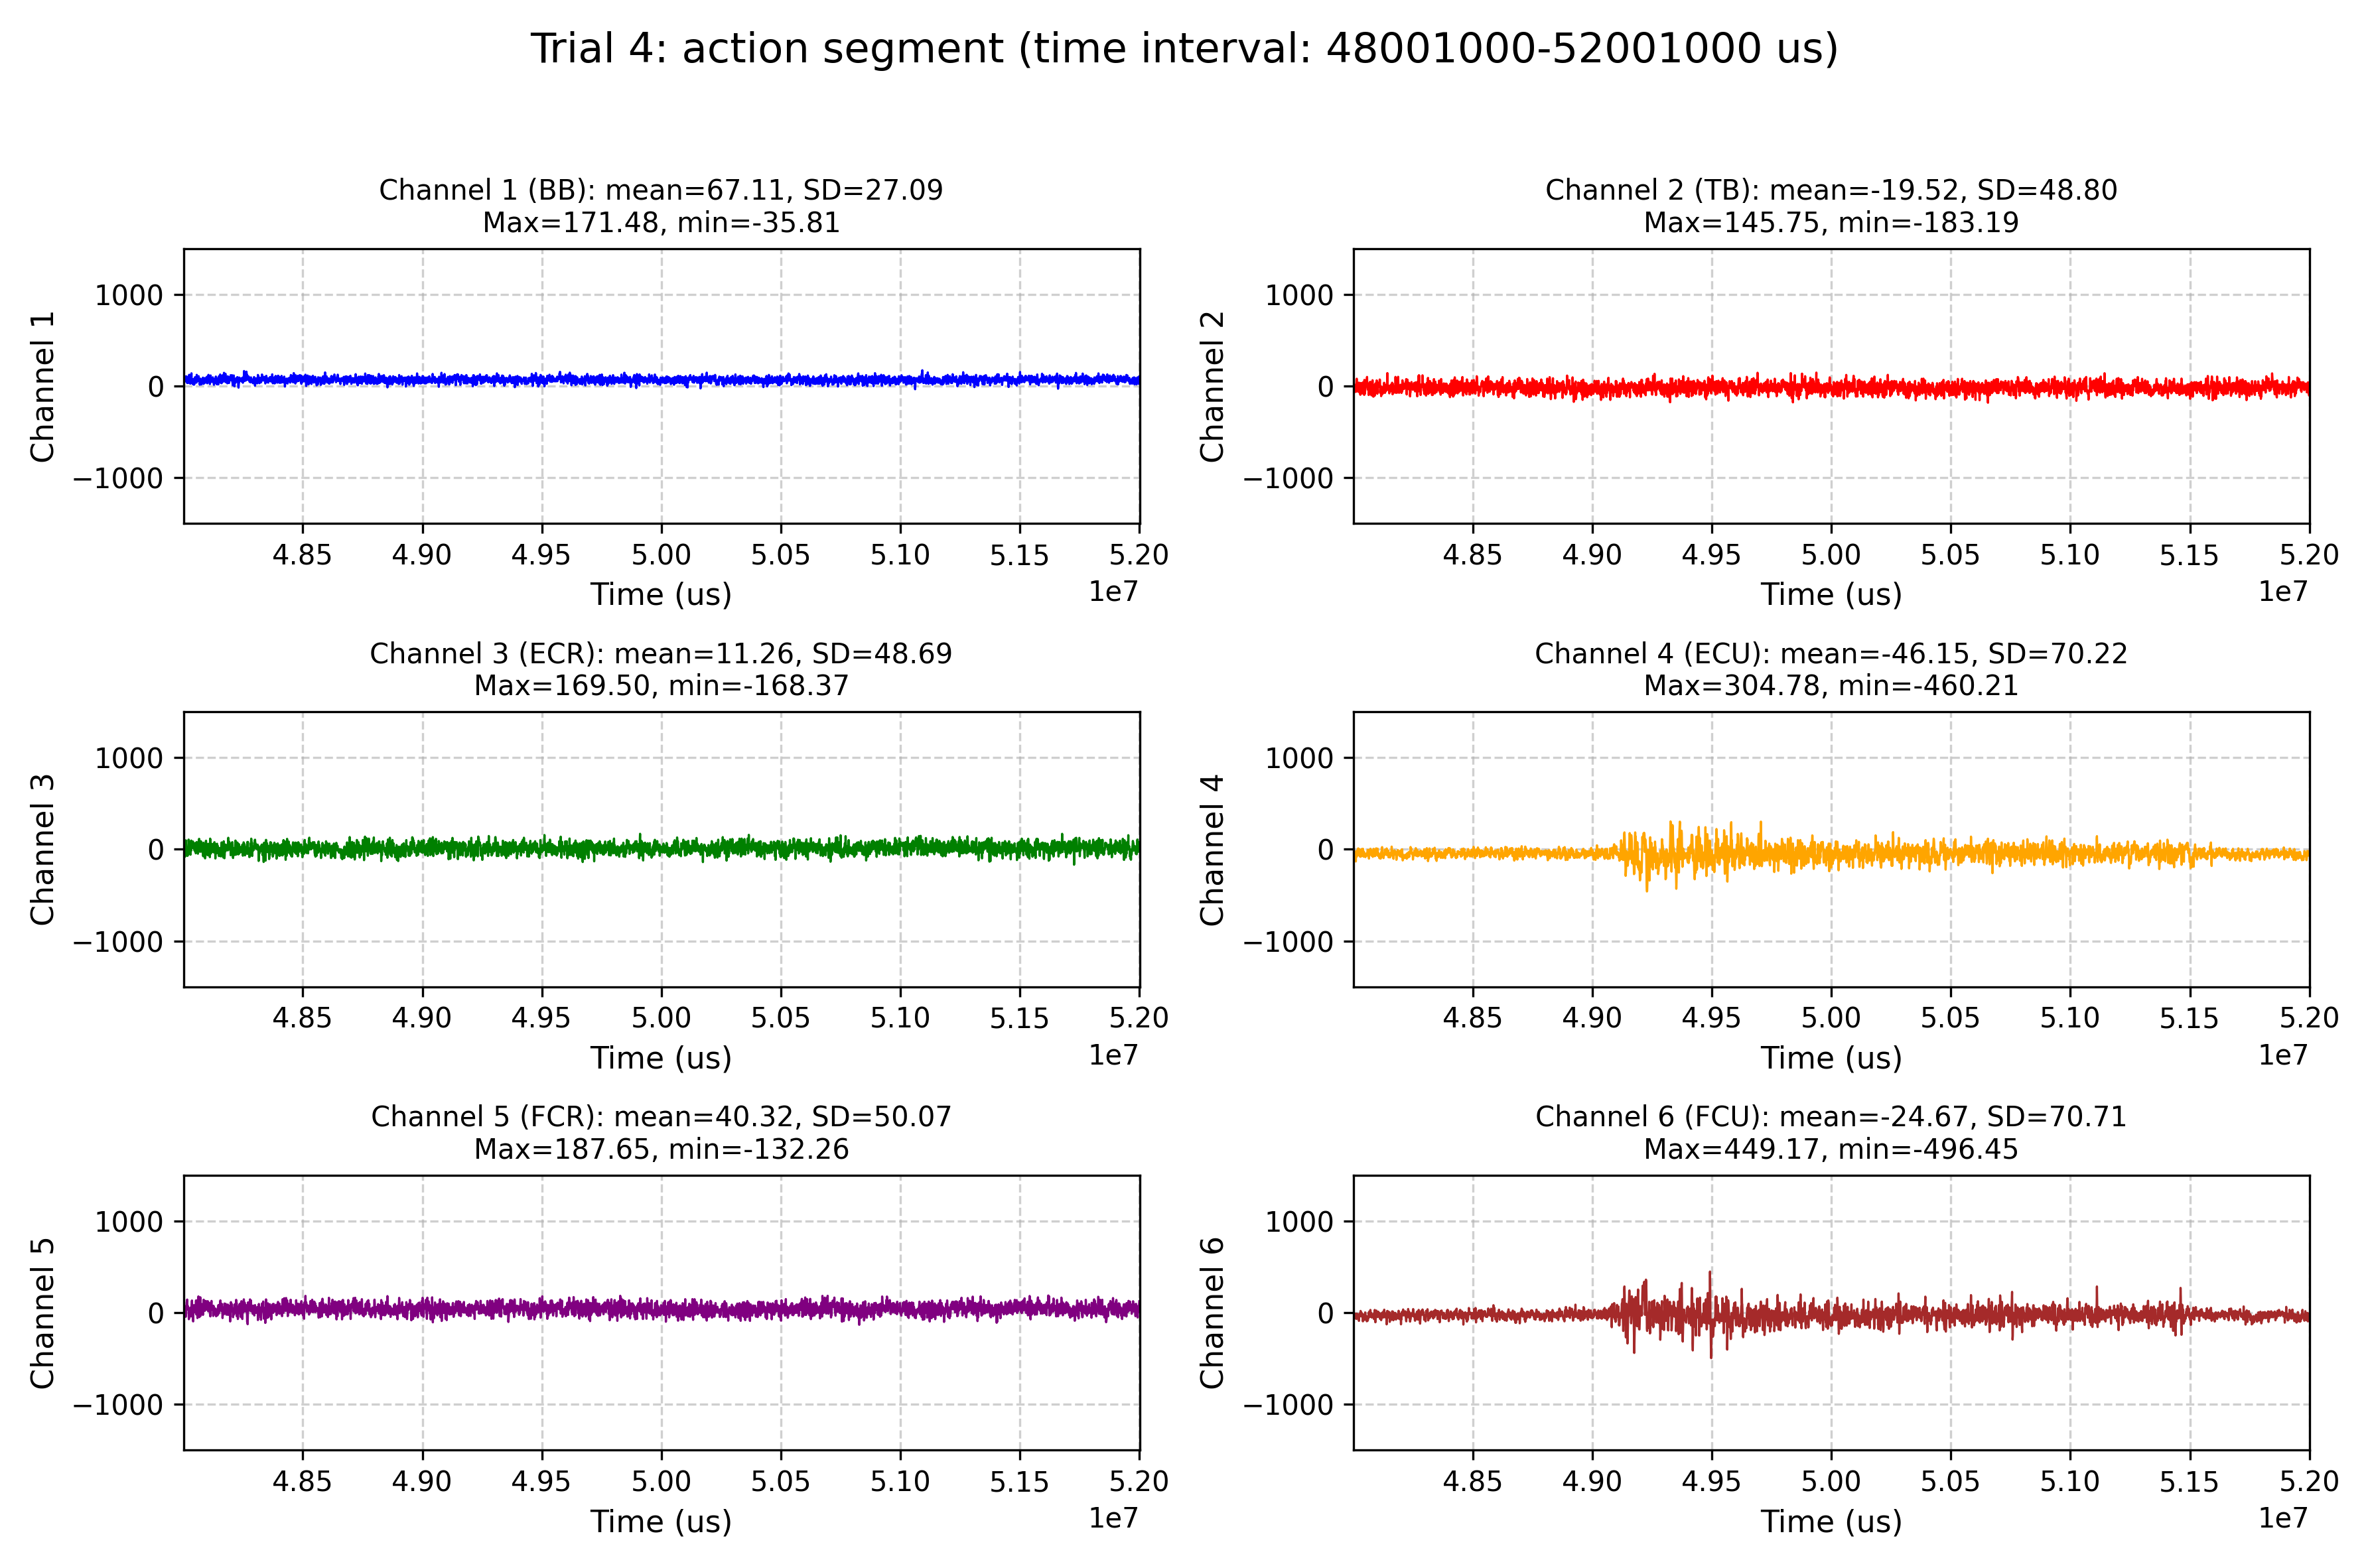 Trial 4: action segment (time interval: 48001000-52001000 us)
Channel 1 (BB): mean=67.11, SD=27.09
Max=171.48, min=-35.81
Channel 1
1000
0
−1000
4.85 4.90 4.95 5.00 5.05 5.10 5.15 5.20
Time (us)
1e7
Channel 2 (TB): mean=-19.52, SD=48.80
Max=145.75, min=-183.19
Channel 2
1000
0
−1000
4.85 4.90 4.95 5.00 5.05 5.10 5.15 5.20
Time (us)
1e7
Channel 3 (ECR): mean=11.26, SD=48.69
Max=169.50, min=-168.37
Channel 3
1000
0
−1000
4.85 4.90 4.95 5.00 5.05 5.10 5.15 5.20
Time (us)
1e7
Channel 4 (ECU): mean=-46.15, SD=70.22
Max=304.78, min=-460.21
Channel 4
1000
0
−1000
4.85 4.90 4.95 5.00 5.05 5.10 5.15 5.20
Time (us)
1e7
Channel 5 (FCR): mean=40.32, SD=50.07
Max=187.65, min=-132.26
Channel 5
1000
0
−1000
4.85 4.90 4.95 5.00 5.05 5.10 5.15 5.20
Time (us)
1e7
Channel 6 (FCU): mean=-24.67, SD=70.71
Max=449.17, min=-496.45
Channel 6
1000
0
−1000
4.85 4.90 4.95 5.00 5.05 5.10 5.15 5.20
Time (us)
1e7